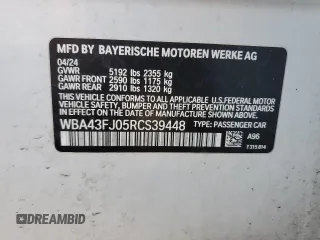 MFD BY BAYERISCHE MOTOREN WERKE AG
04/24
GVWR 5192 lbs 2355 kg
GAWR FRONT 2590 lbs 1175 kg
GAWR REAR 2910 lbs 1320 kg
THIS VEHICLE CONFORMS TO ALL APPLICABLE U.S. FEDERAL MOTOR
VEHICLE SAFETY, BUMPER, AND THEFT PREVENTION STANDARDS IN
EFFECT ON THE DATE OF MANUFACTURE SHOWN ABOVE.
WBA43FJ05RCS39448
TYPE: PASSENGER CAR
A96
7315814
DREAMBID